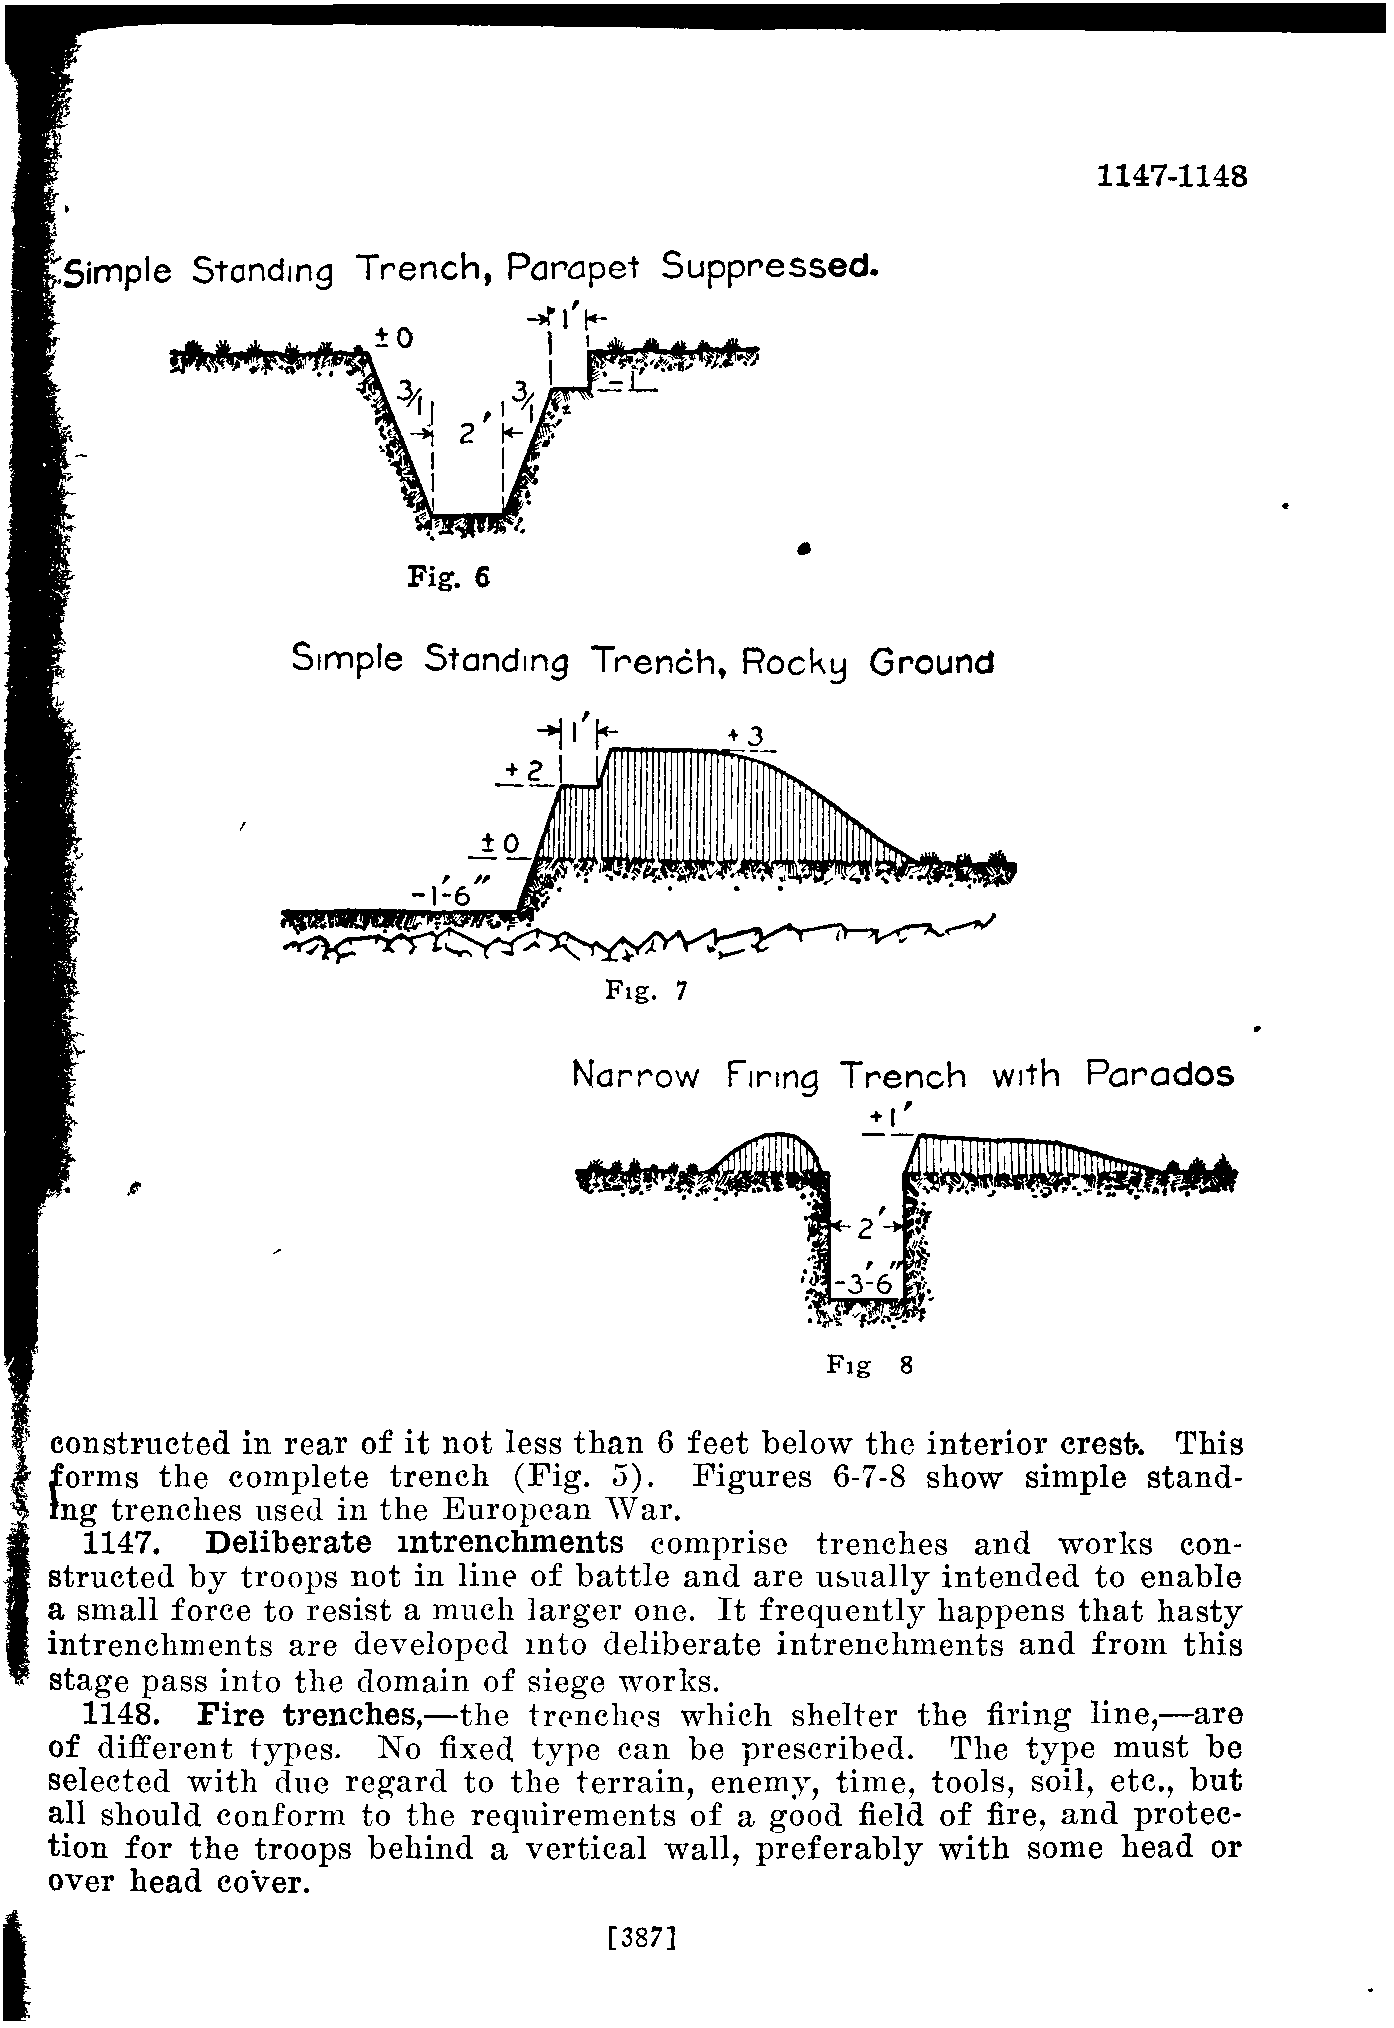 1147-1148
Simple Standing Trench, Parapet Suppressed.
1'
±0
-1
3/1 3/1
2'
Fig. 6
Simple Standing Trench, Rocky Ground
1'
+3
+2
±0
-1'-6"
Fig. 7
Narrow Firing Trench with Parados
+1'
2'
-3'-6"
Fig 8
constructed in rear of it not less than 6 feet below the interior crest. This
forms the complete trench (Fig. 5). Figures 6-7-8 show simple stand-
ing trenches used in the European War.
1147. Deliberate intrenchments comprise trenches and works con-
structed by troops not in line of battle and are usually intended to enable
a small force to resist a much larger one. It frequently happens that hasty
intrenchments are developed into deliberate intrenchments and from this
stage pass into the domain of siege works.
1148. Fire trenches,—the trenches which shelter the firing line,—are
of different types. No fixed type can be prescribed. The type must be
selected with due regard to the terrain, enemy, time, tools, soil, etc., but
all should conform to the requirements of a good field of fire, and protec-
tion for the troops behind a vertical wall, preferably with some head or
over head cover.
[387]